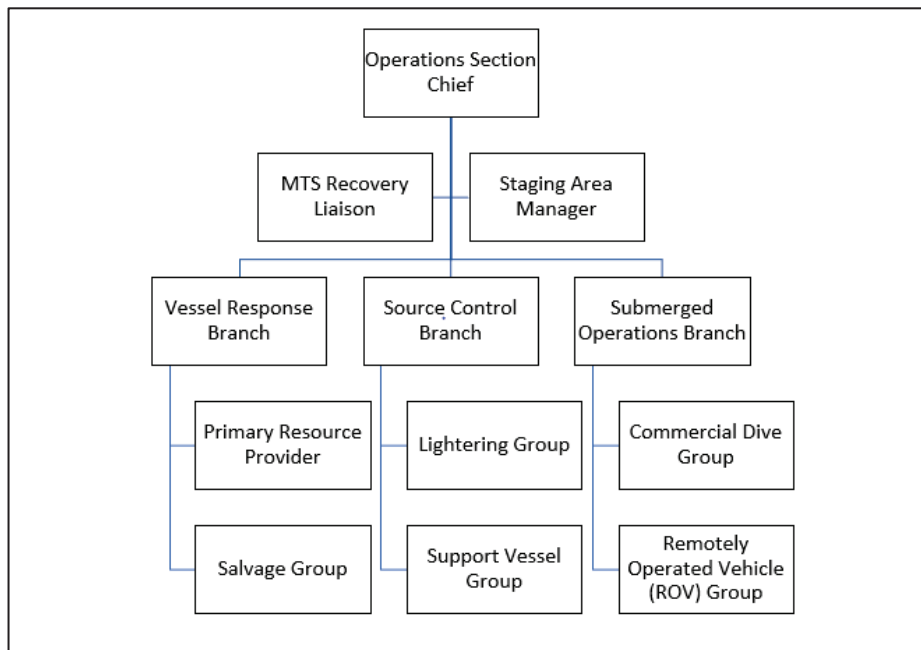 Operations Section
Chief
MTS Recovery
Liaison
Staging Area
Manager
Vessel Response
Branch
Source Control
Branch
Submerged
Operations Branch
Primary Resource
Provider
Lightering Group
Commercial Dive
Group
Salvage Group
Support Vessel
Group
Remotely
Operated Vehicle
(ROV) Group